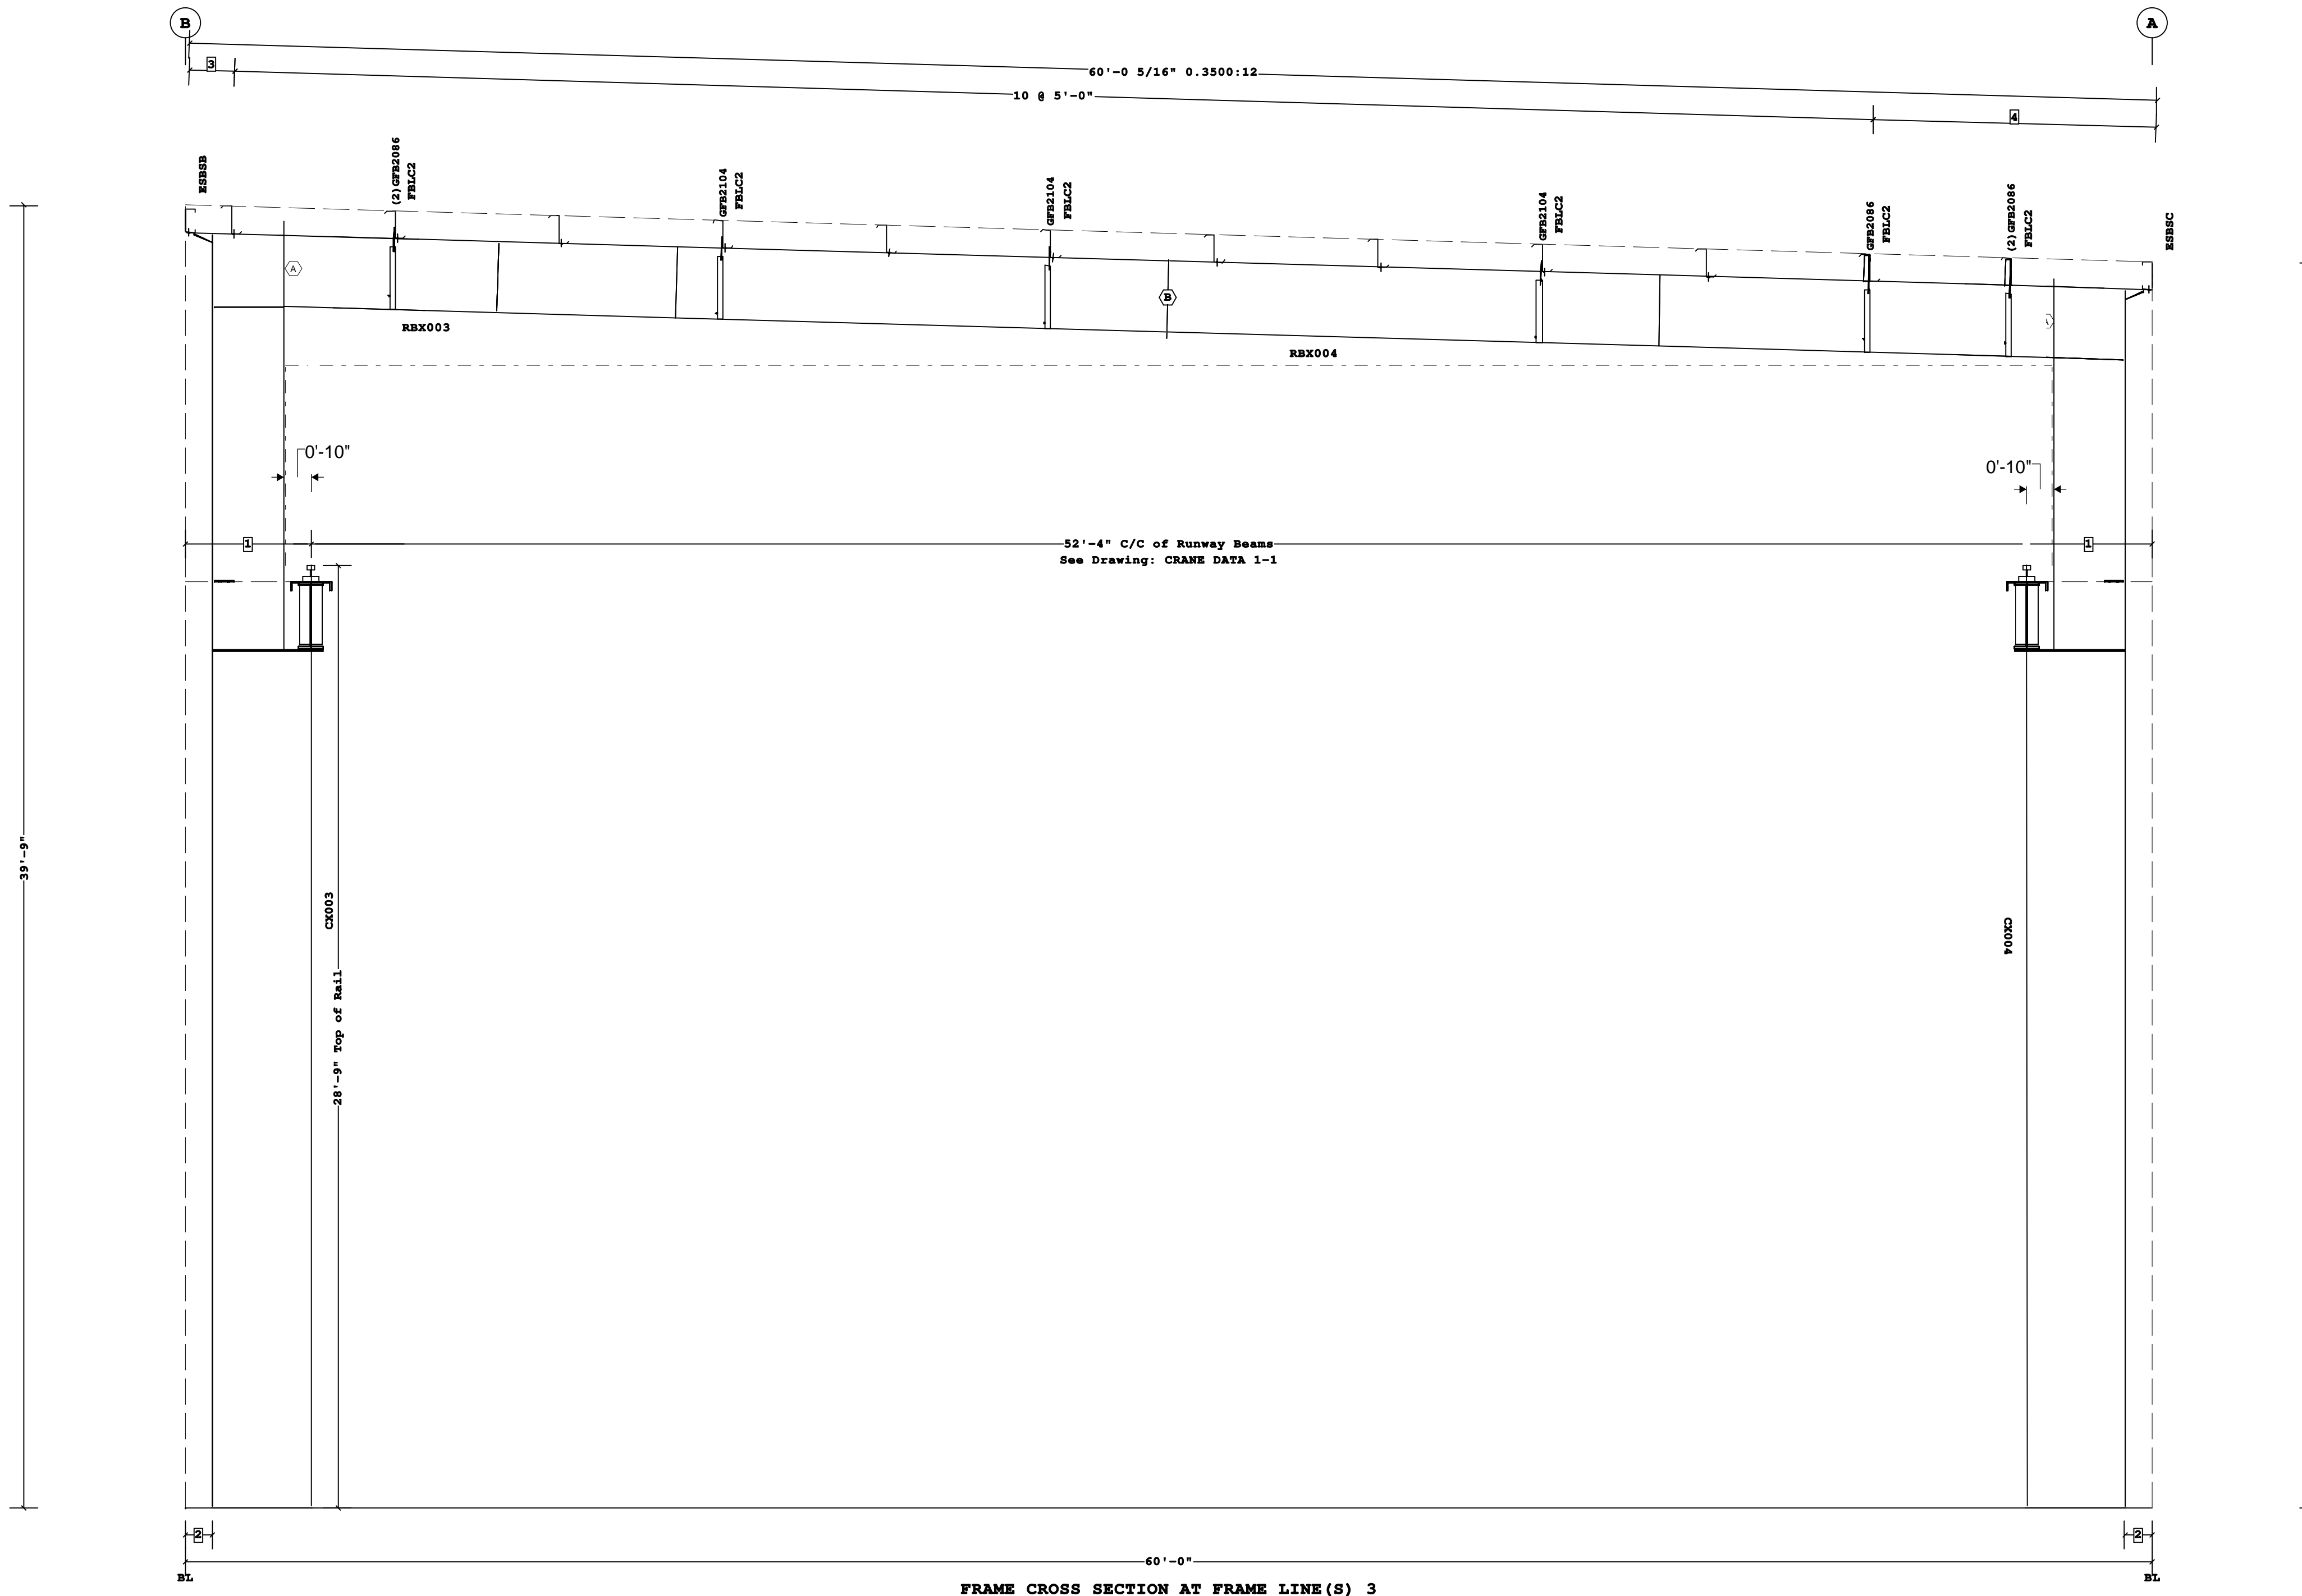 B
A
3
60'-0 5/16" 0.3500:12
10 @ 5'-0"
4
ESBSB
(2)GFB2086
FBLC2
GFB2104
FBLC2
GFB2104
FBLC2
GFB2104
FBLC2
GFB2086
FBLC2
(2)GFB2086
FBLC2
ESBSC
A
B
RBX003
RBX004
0'-10"
0'-10"
1
52'-4" C/C of Runway Beams
1
See Drawing: CRANE DATA 1-1
39'-9"
CX003
28'-9" Top of Rail
CX004
2
2
60'-0"
BL
BL
FRAME CROSS SECTION AT FRAME LINE(S) 3